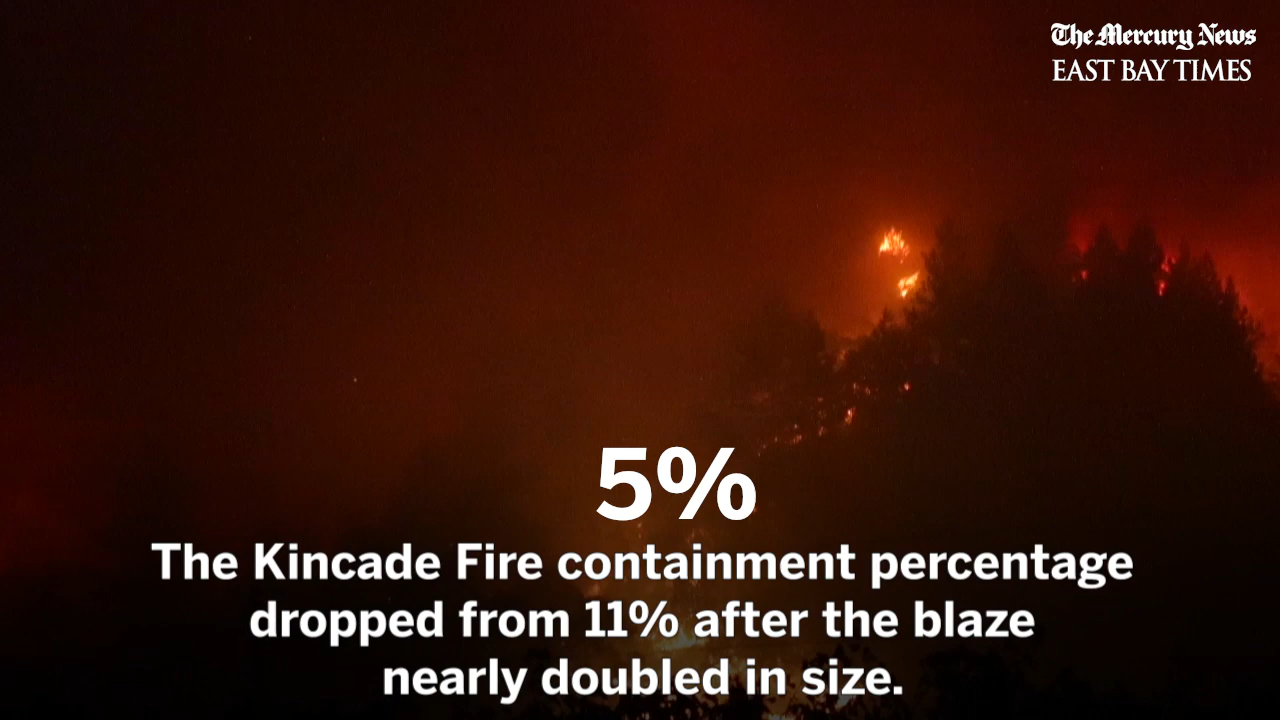 The Mercury News
EAST BAY TIMES
5%
The Kincade Fire containment percentage
dropped from 11% after the blaze
nearly doubled in size.